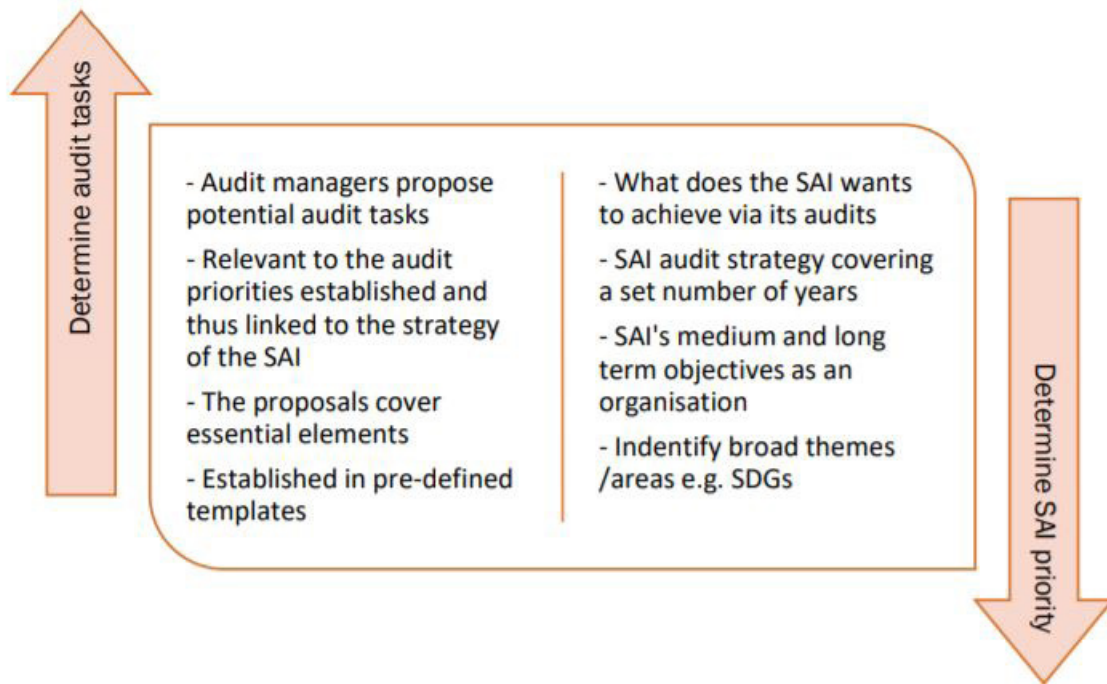 Determine audit tasks
- Audit managers propose
potential audit tasks
- Relevant to the audit
priorities established and
thus linked to the strategy
of the SAI
- The proposals cover
essential elements
- Established in pre-defined
templates
- What does the SAI wants
to achieve via its audits
- SAI audit strategy covering
a set number of years
- SAI's medium and long
term objectives as an
organisation
- Indentify broad themes
/areas e.g. SDGs
Determine SAI priority